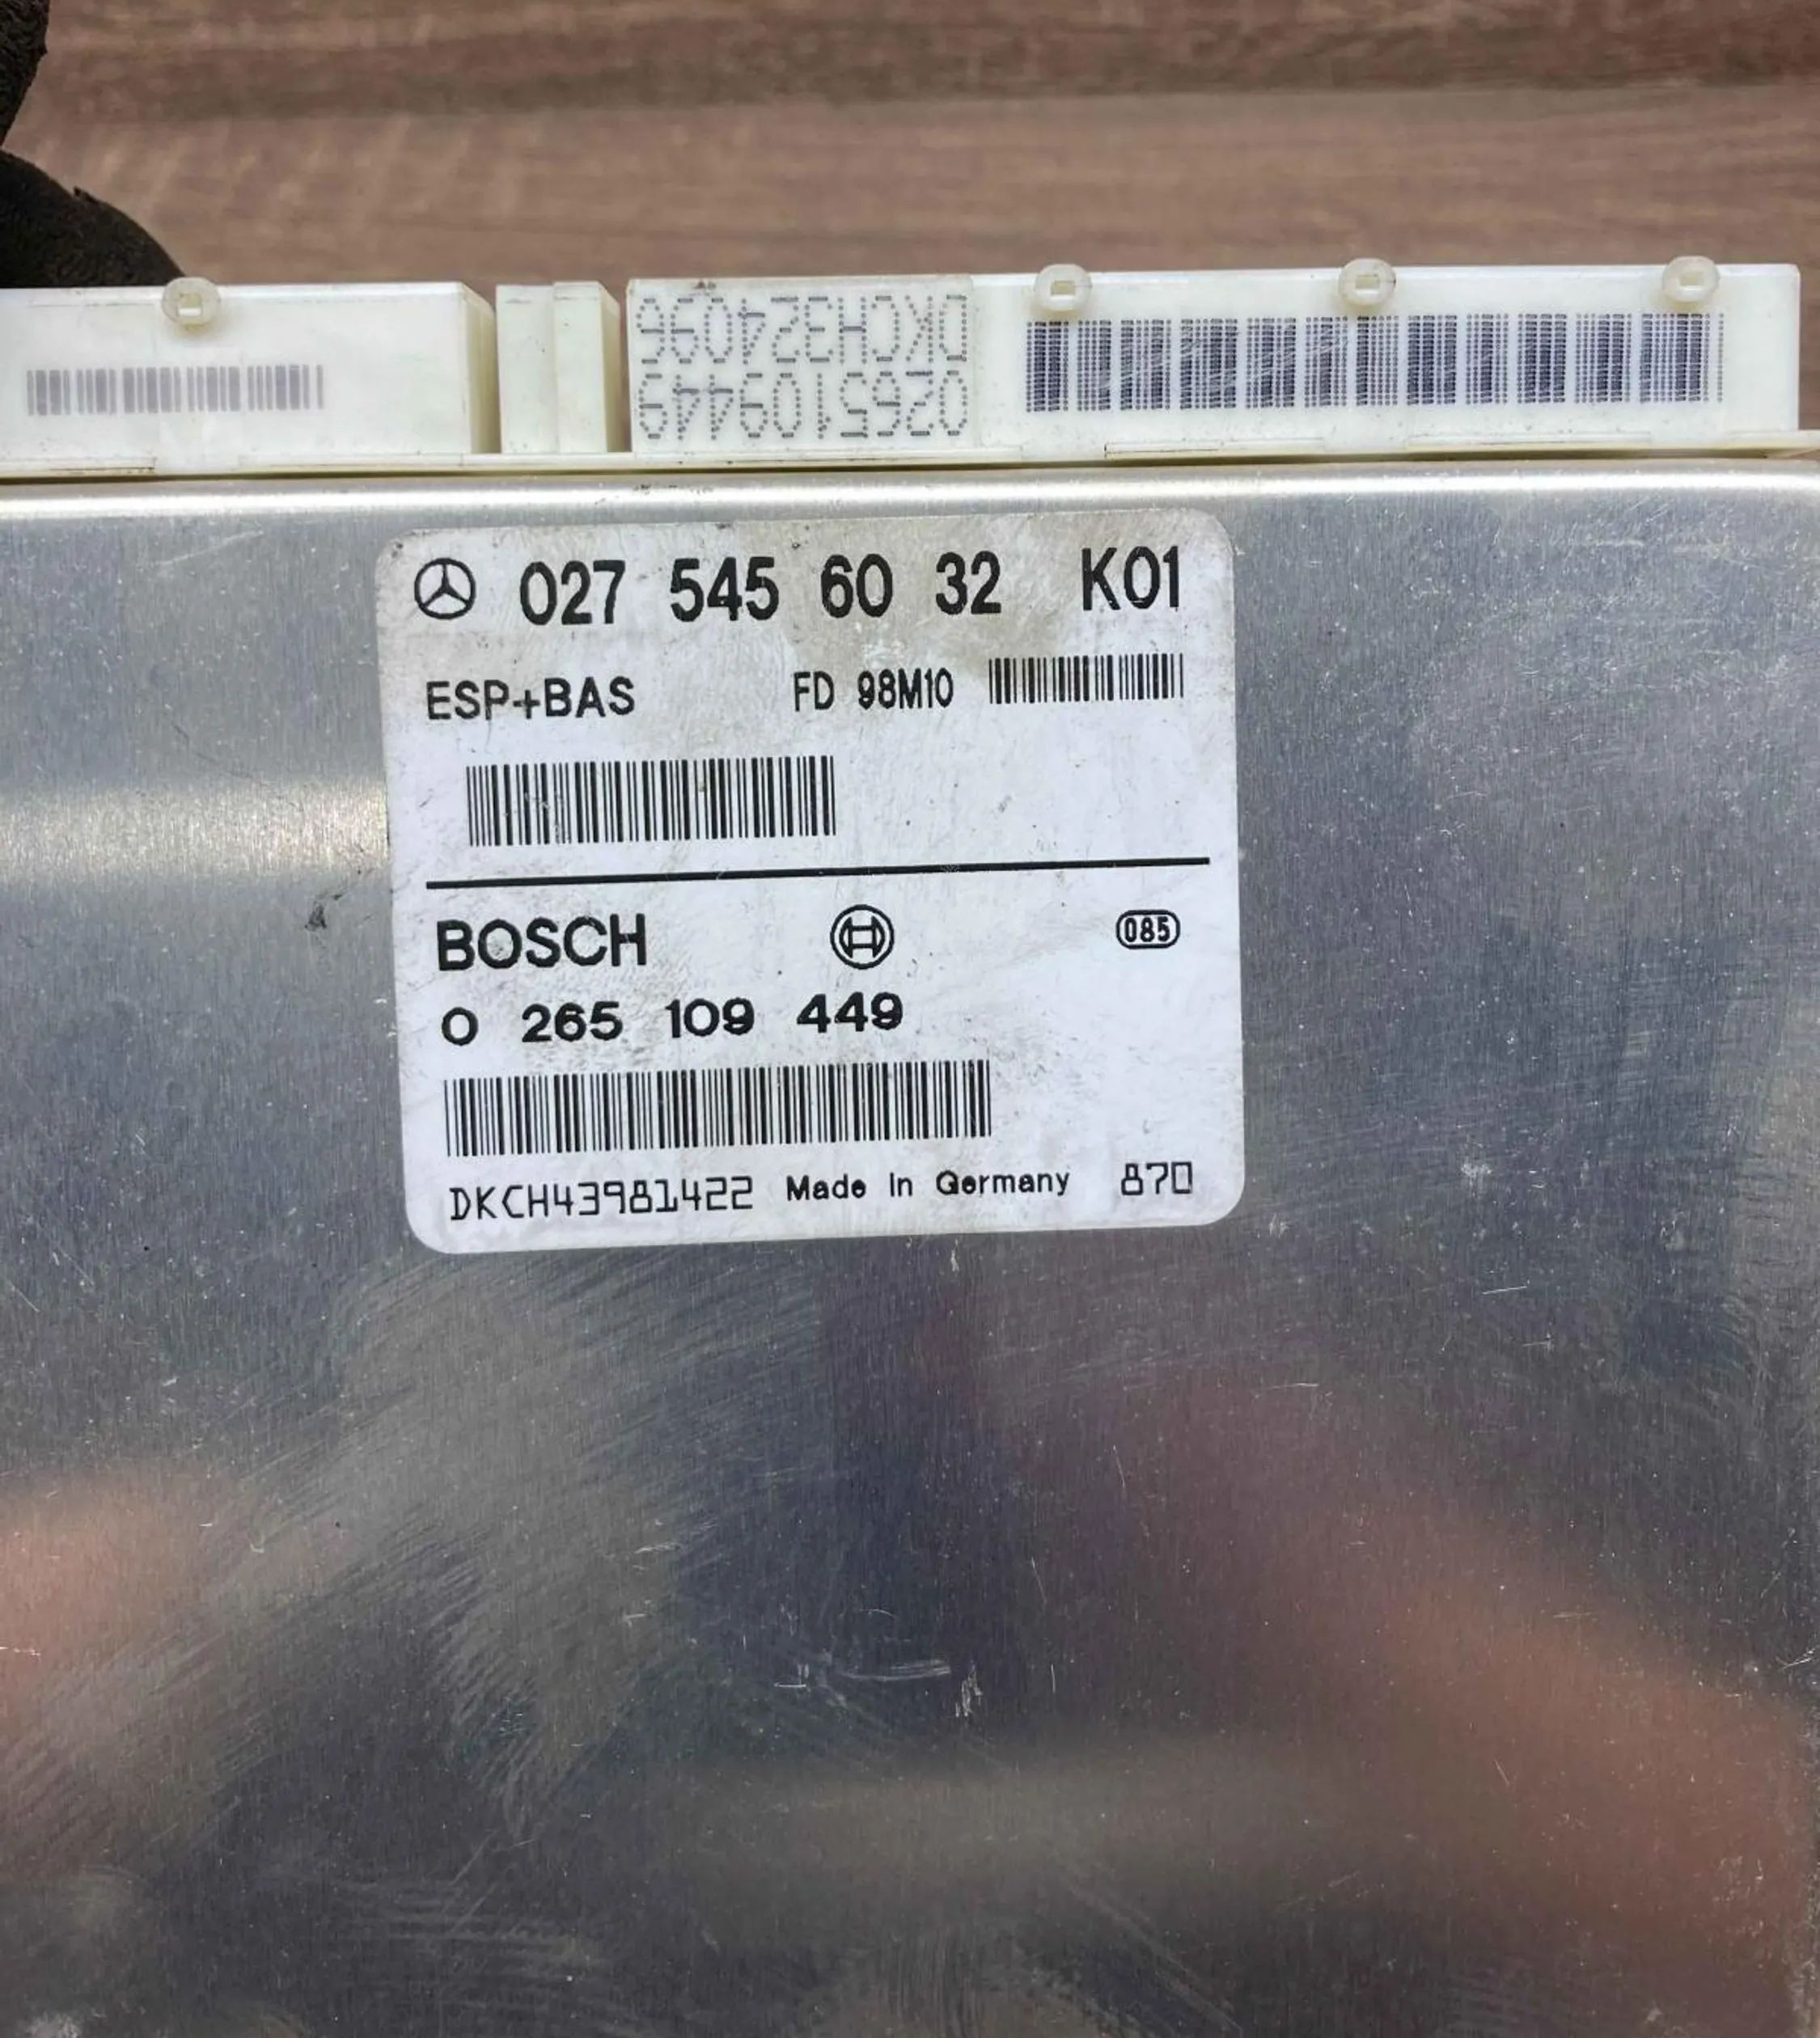 0265109449
DKCH324096
027 545 60 32 K01
ESP+BAS FD 98M10
BOSCH 085
0 265 109 449
DKCH43981422 Made in Germany 870